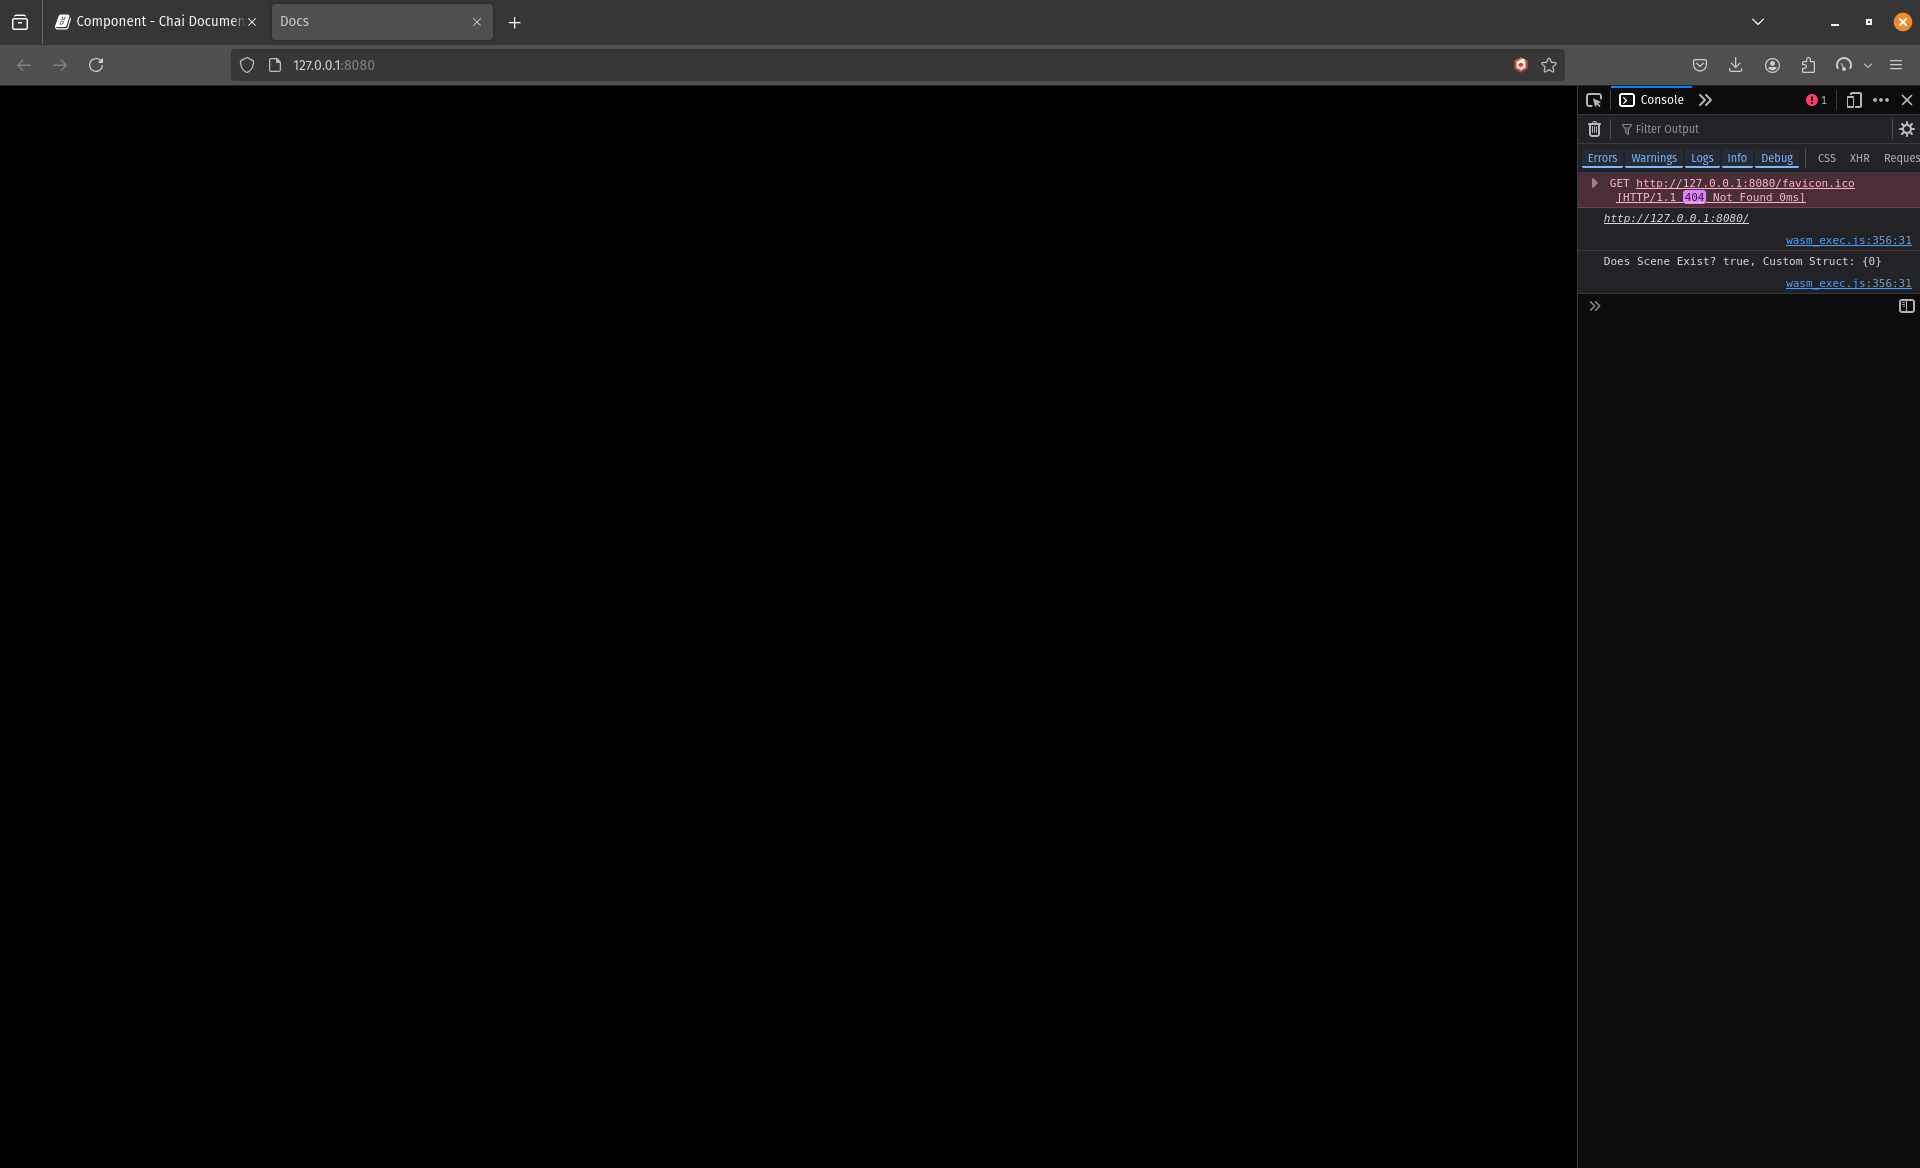 Component - Chai Documen
Docs
127.0.0.1:8080
Console
1
Filter Output
Errors Warnings Logs Info Debug CSS XHR Reques
GET http://127.0.0.1:8080/favicon.ico
[HTTP/1.1 404 Not Found 0ms]
http://127.0.0.1:8080/
wasm_exec.js:356:31
Does Scene Exist? true, Custom Struct: {0}
wasm_exec.js:356:31